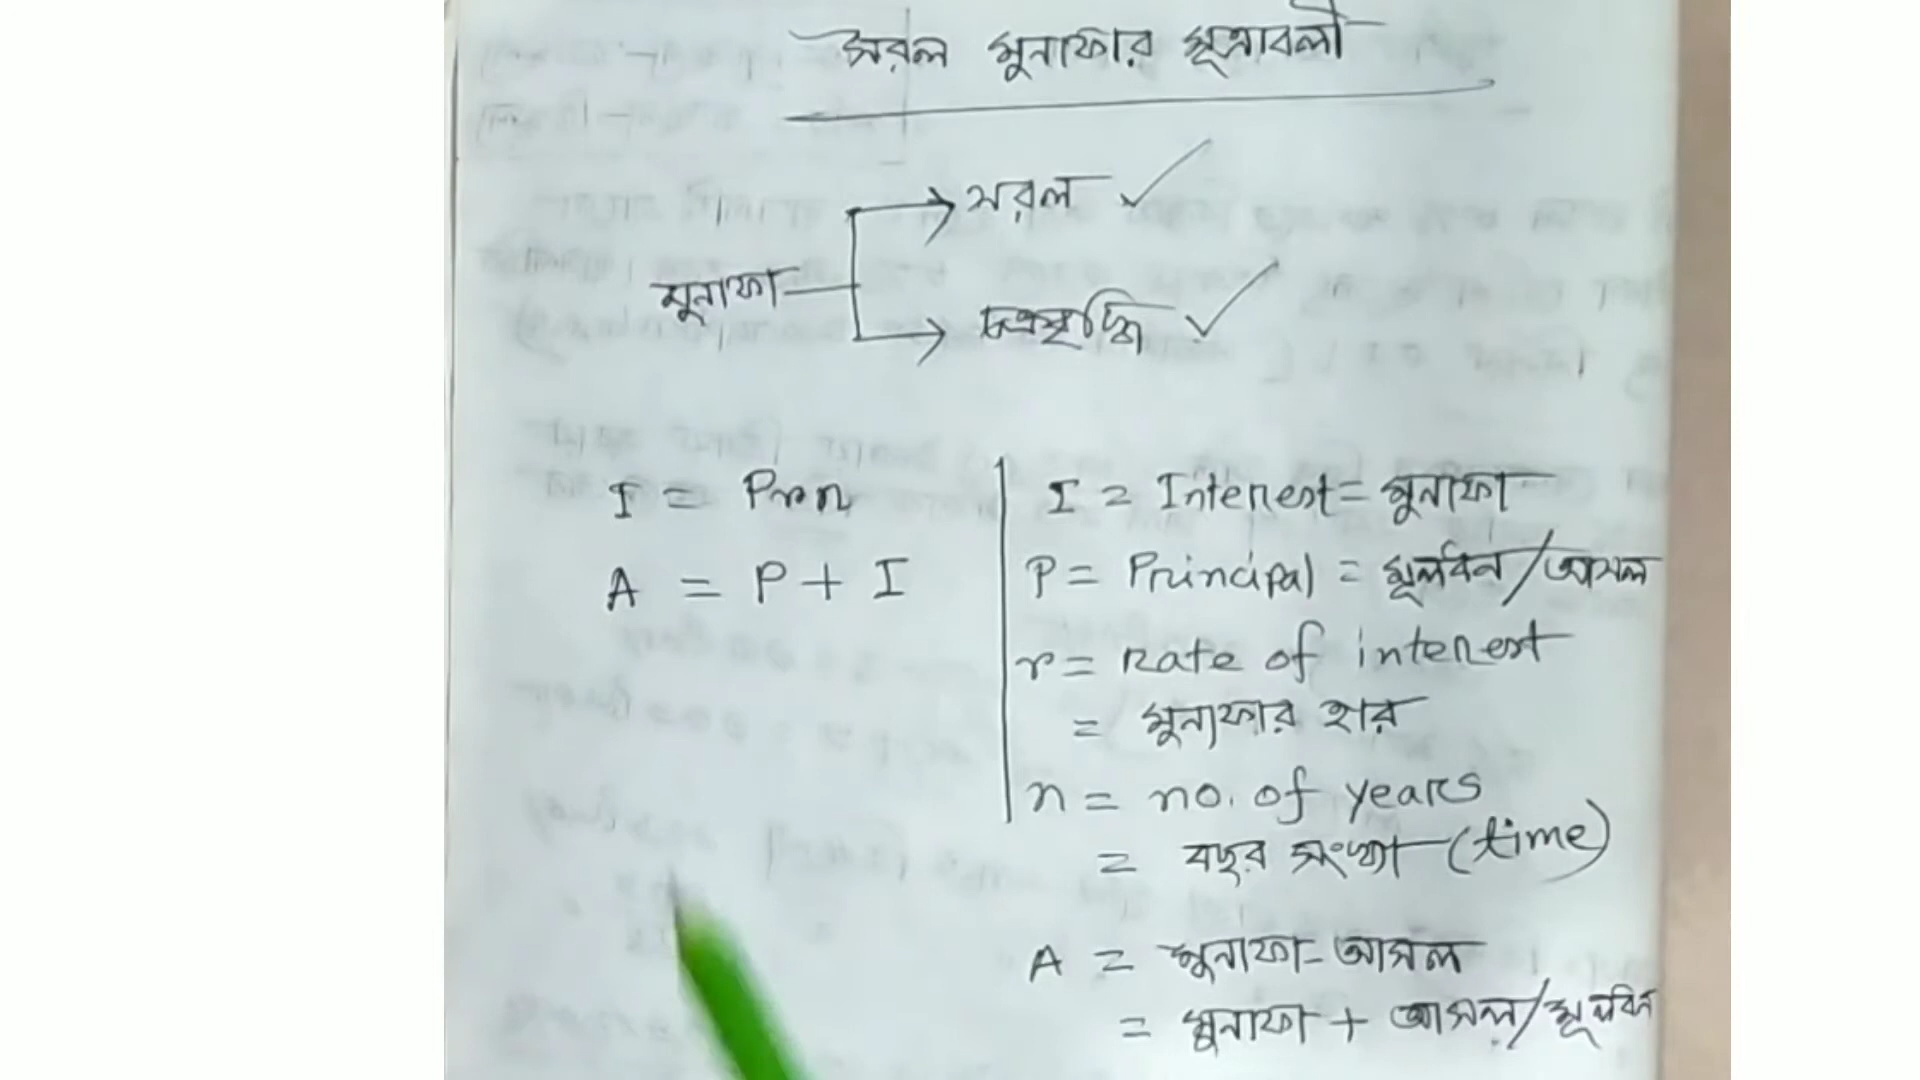 সরল মুনাফার সূত্রাবলী
সরল
মুনাফা
চক্রবৃদ্ধি
I = Prn
A = P + I
I = Interest = মুনাফা
P = Principal = মূলধন/আসল
r = rate of interest
= মুনাফার হার
n = no. of years
= বছর সংখ্যা (time)
A = মুনাফা-আসল
= মুনাফা + আসল/মূলধন